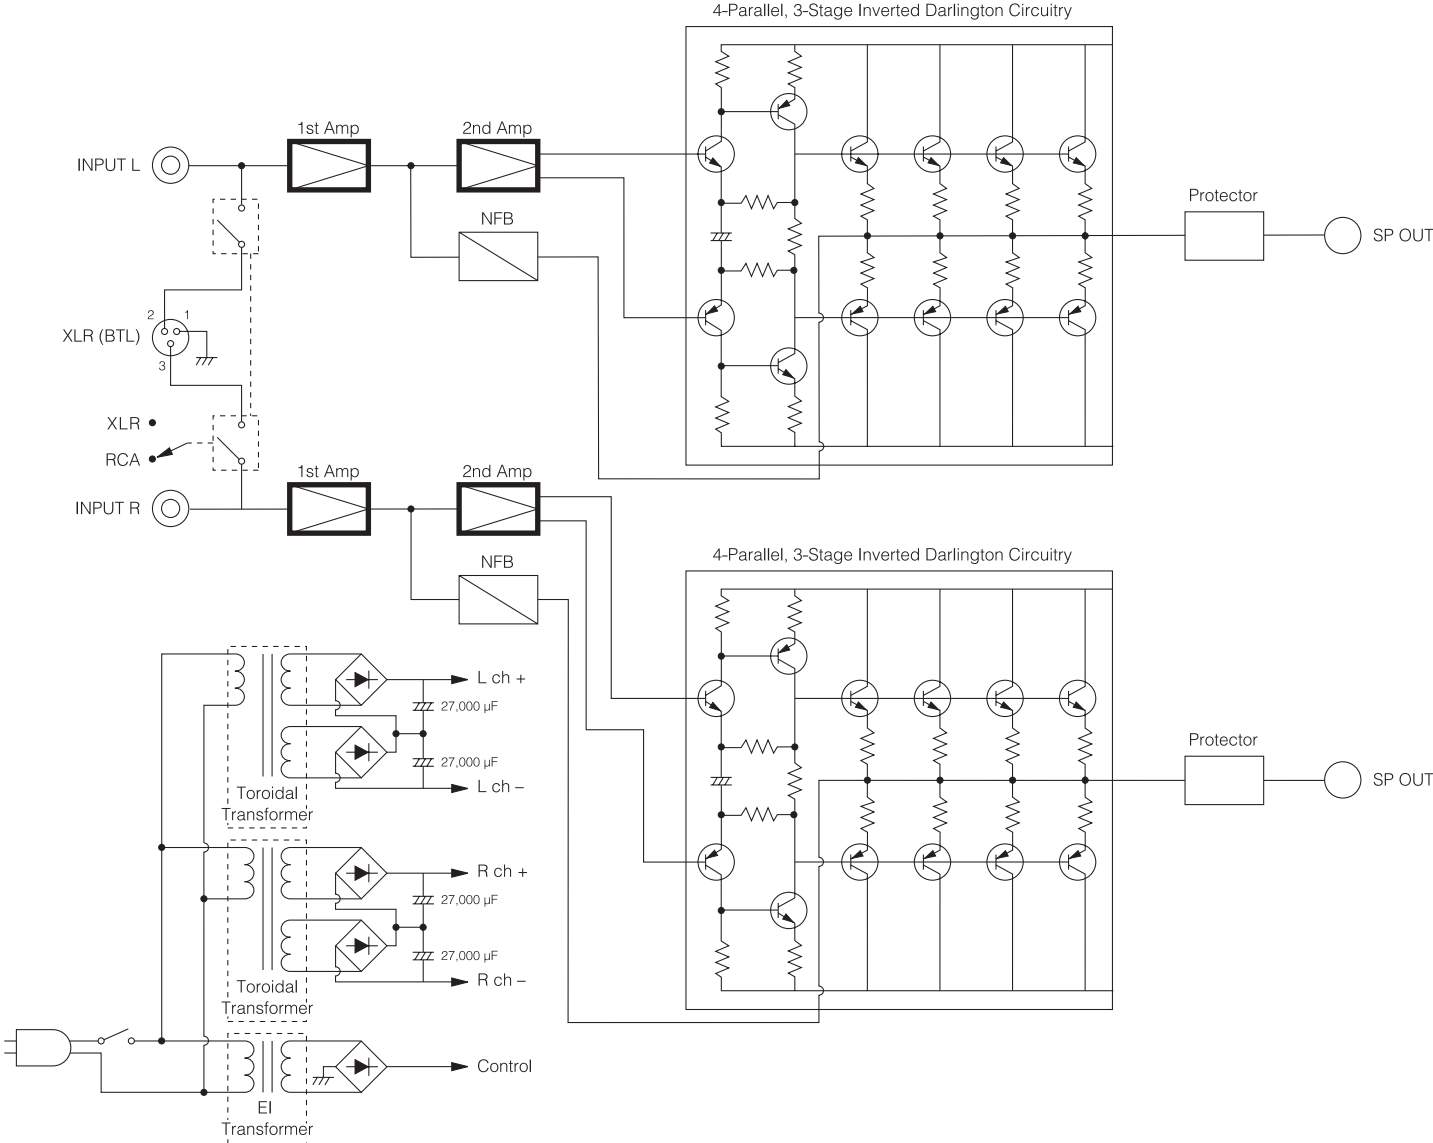 4-Parallel, 3-Stage Inverted Darlington Circuitry
1st Amp
2nd Amp
INPUT L
NFB
Protector
SP OUT
2
1
XLR (BTL)
3
XLR
RCA
1st Amp
2nd Amp
INPUT R
NFB
4-Parallel, 3-Stage Inverted Darlington Circuitry
Protector
SP OUT
L ch +
27,000 µF
27,000 µF
L ch –
Toroidal
Transformer
R ch +
27,000 µF
27,000 µF
R ch –
Toroidal
Transformer
Control
EI
Transformer